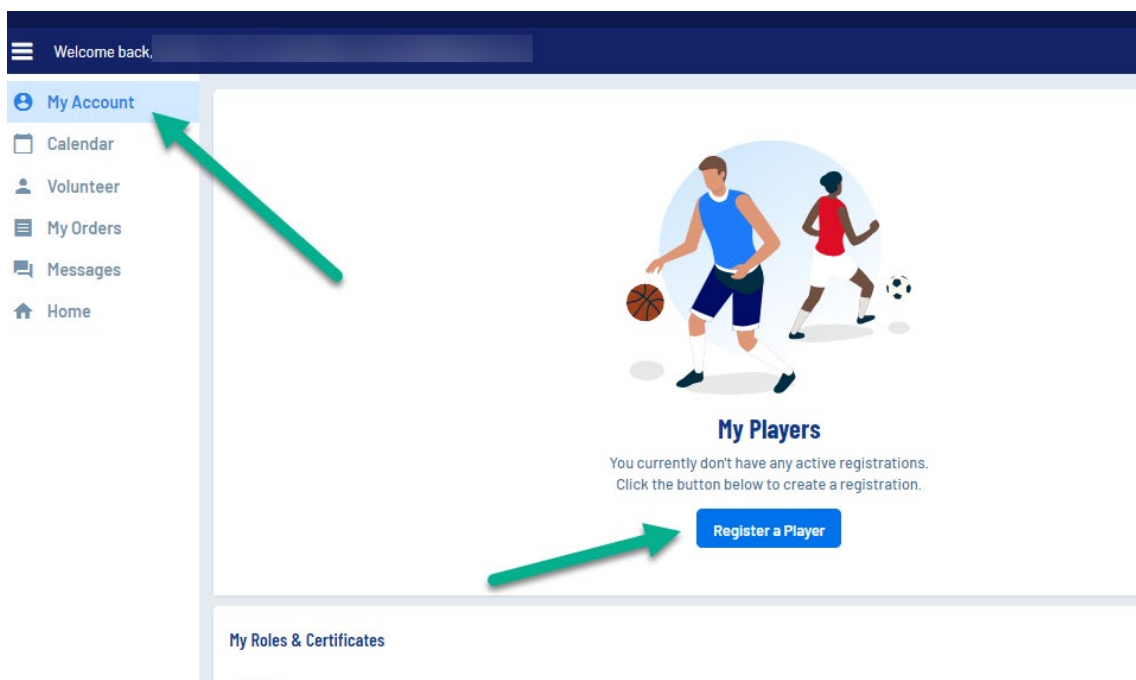 Welcome back,
My Account
Calendar
Volunteer
My Orders
Messages
Home
My Players
You currently don't have any active registrations.
Click the button below to create a registration.
Register a Player
My Roles & Certificates